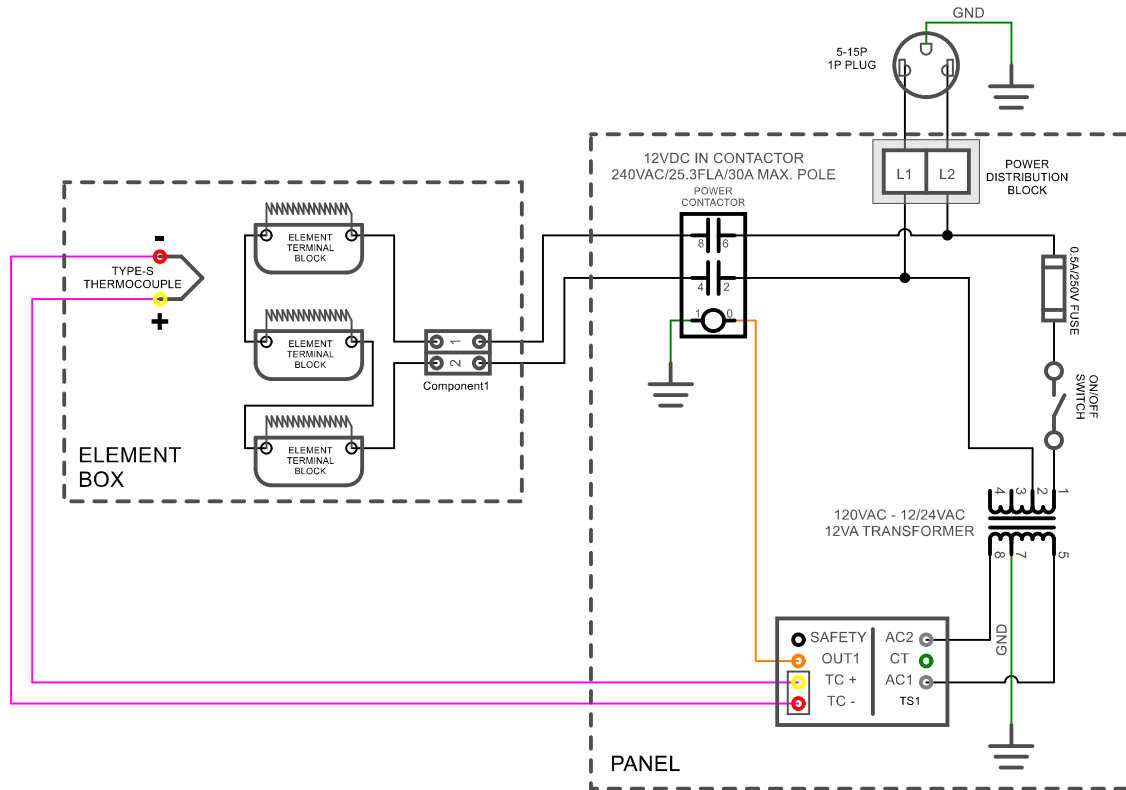 GND
5-15P
1P PLUG
12VDC IN CONTACTOR
240VAC/25.3FLA/30A MAX. POLE
POWER
CONTACTOR
L1
L2
POWER
DISTRIBUTION
BLOCK
8
6
4
2
1
0
0.5A/250V FUSE
ON/OFF
SWITCH
-
TYPE-S
THERMOCOUPLE
+
ELEMENT
TERMINAL
BLOCK
ELEMENT
TERMINAL
BLOCK
ELEMENT
TERMINAL
BLOCK
1
2
Component1
ELEMENT
BOX
4
3
2
1
120VAC - 12/24VAC
12VA TRANSFORMER
8
7
5
GND
SAFETY
OUT1
TC +
TC -
AC2
CT
AC1
TS1
PANEL